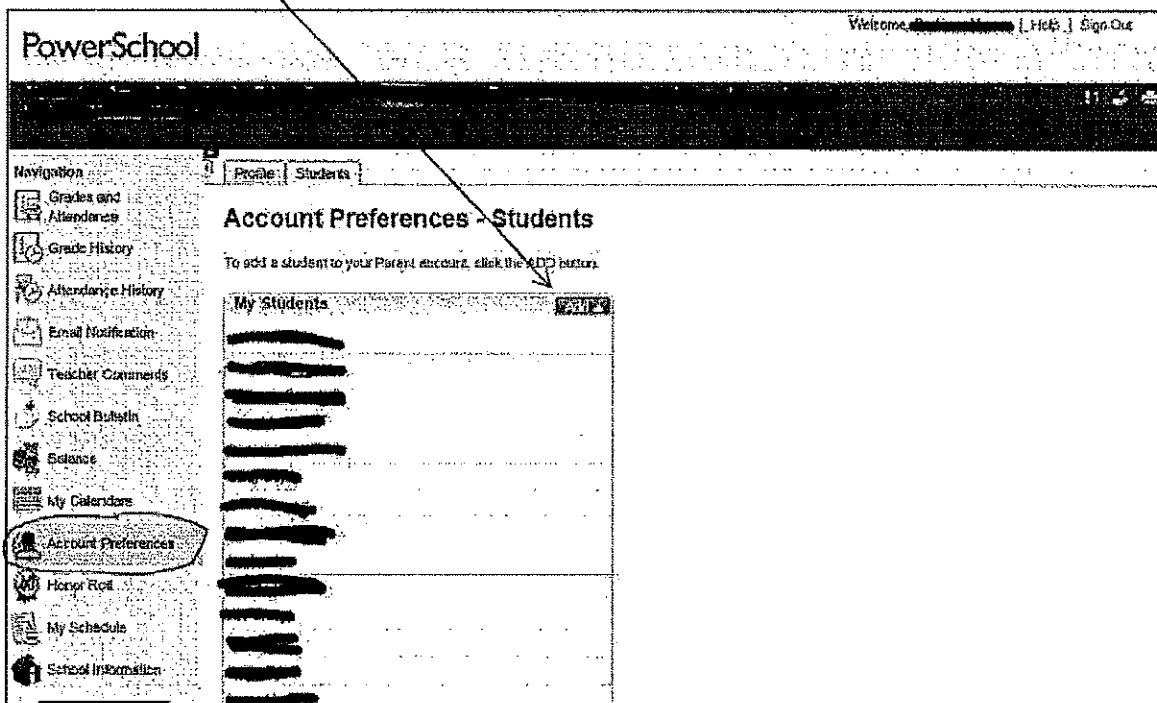 PowerSchool
Welcome, [ Help ] Sign Out
Navigation
Grades and
Attendance
Grade History
Attendance History
Email Notification
Teacher Comments
School Bulletin
Balance
My Calendars
Account Preferences
Honor Roll
My Schedule
School Information
Profile Students
Account Preferences - Students
To add a student to your Parent account, click the ADD button.
My Students